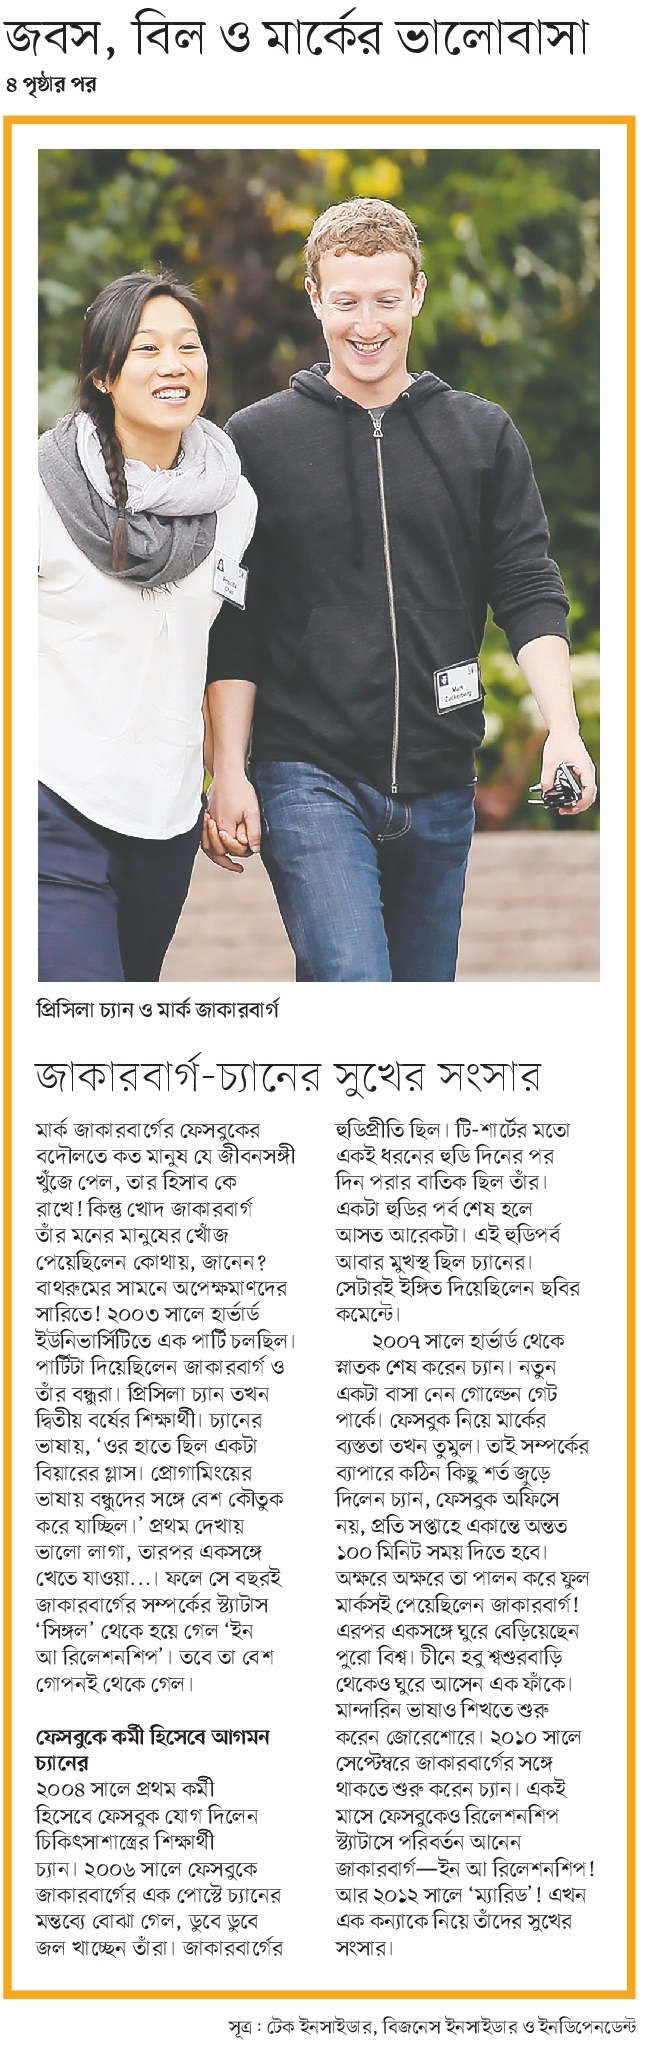 জবস, বিল ও মার্কের ভালোবাসা
৪ পৃষ্ঠার পর
Priscilla
Chan
Mark
Zuckerberg
প্রিসিলা চ্যান ও মার্ক জাকারবার্গ
জাকারবার্গ-চ্যানের সুখের সংসার
মার্ক জাকারবার্গের ফেসবুকের
বদৌলতে কত মানুষ যে জীবনসঙ্গী
খুঁজে পেল, তার হিসাব কে
রাখে! কিন্তু খোদ জাকারবার্গ
তাঁর মনের মানুষের খোঁজ
পেয়েছিলেন কোথায়, জানেন?
বাথরুমের সামনে অপেক্ষমাণদের
সারিতে! ২০০৩ সালে হার্ভার্ড
ইউনিভার্সিটিতে এক পার্টি চলছিল।
পার্টিটা দিয়েছিলেন জাকারবার্গ ও
তাঁর বন্ধুরা। প্রিসিলা চ্যান তখন
দ্বিতীয় বর্ষের শিক্ষার্থী। চ্যানের
ভাষায়, ‘ওর হাতে ছিল একটা
বিয়ারের গ্লাস। প্রোগামিংয়ের
ভাষায় বন্ধুদের সঙ্গে বেশ কৌতুক
করে যাচ্ছিল।’ প্রথম দেখায়
ভালো লাগা, তারপর একসঙ্গে
খেতে যাওয়া...। ফলে সে বছরই
জাকারবার্গের সম্পর্কের স্ট্যাটাস
‘সিঙ্গল’ থেকে হয়ে গেল ‘ইন
আ রিলেশনশিপ’। তবে তা বেশ
গোপনই থেকে গেল।
ফেসবুকে কর্মী হিসেবে আগমন
চ্যানের
২০০৪ সালে প্রথম কর্মী
হিসেবে ফেসবুক যোগ দিলেন
চিকিৎসাশাস্ত্রের শিক্ষার্থী
চ্যান। ২০০৬ সালে ফেসবুকে
জাকারবার্গের এক পোস্টে চ্যানের
মন্তব্যে বোঝা গেল, ডুবে ডুবে
জল খাচ্ছেন তাঁরা। জাকারবার্গের
হুডিপ্রীতি ছিল। টি-শার্টের মতো
একই ধরনের হুডি দিনের পর
দিন পরার বাতিক ছিল তাঁর।
একটা হুডির পর্ব শেষ হলে
আসত আরেকটা। এই হুডিপর্ব
আবার মুখস্থ ছিল চ্যানের।
সেটারই ইঙ্গিত দিয়েছিলেন ছবির
কমেন্টে।
২০০৭ সালে হার্ভার্ড থেকে
স্নাতক শেষ করেন চ্যান। নতুন
একটা বাসা নেন গোল্ডেন গেট
পার্কে। ফেসবুক নিয়ে মার্কের
ব্যস্ততা তখন তুমুল। তাই সম্পর্কের
ব্যাপারে কঠিন কিছু শর্ত জুড়ে
দিলেন চ্যান, ফেসবুক অফিসে
নয়, প্রতি সপ্তাহে একান্তে অন্তত
১০০ মিনিট সময় দিতে হবে।
অক্ষরে অক্ষরে তা পালন করে ফুল
মার্কসই পেয়েছিলেন জাকারবার্গ!
এরপর একসঙ্গে ঘুরে বেড়িয়েছেন
পুরো বিশ্ব। চীনে হবু শ্বশুরবাড়ি
থেকেও ঘুরে আসেন এক ফাঁকে।
মান্দারিন ভাষাও শিখতে শুরু
করেন জোরেশোরে। ২০১০ সালে
সেপ্টেম্বরে জাকারবার্গের সঙ্গে
থাকতে শুরু করেন চ্যান। একই
মাসে ফেসবুকেও রিলেশনশিপ
স্ট্যাটাসে পরিবর্তন আনেন
জাকারবার্গ—ইন আ রিলেশনশিপ!
আর ২০১২ সালে ‘ম্যারিড’! এখন
এক কন্যাকে নিয়ে তাঁদের সুখের
সংসার।
সূত্র : টেক ইনসাইডার, বিজনেস ইনসাইডার ও ইনডিপেনডেন্ট